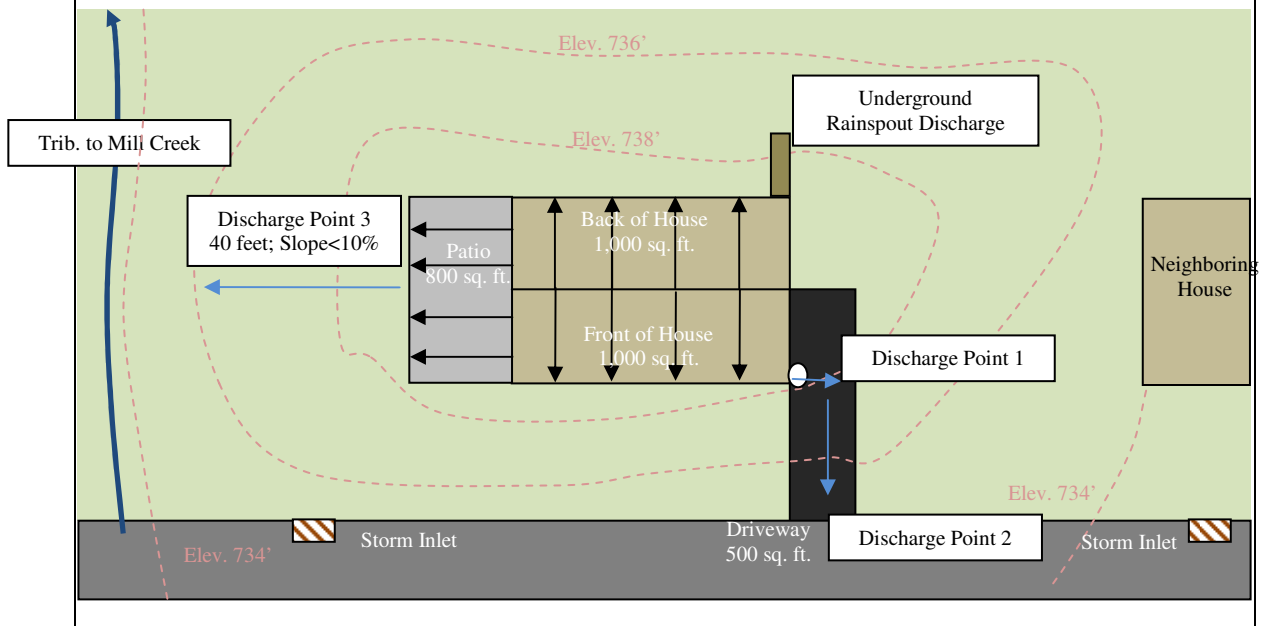 Elev. 736’
Underground
Rainspout Discharge
Trib. to Mill Creek
Elev. 738’
Discharge Point 3
40 feet; Slope<10%
Back of House
1,000 sq. ft.
Patio
800 sq. ft.
Neighboring
House
Front of House
1,000 sq. ft.
Discharge Point 1
Elev. 734’
Driveway
500 sq. ft.
Discharge Point 2
Storm Inlet
Storm Inlet
Elev. 734’